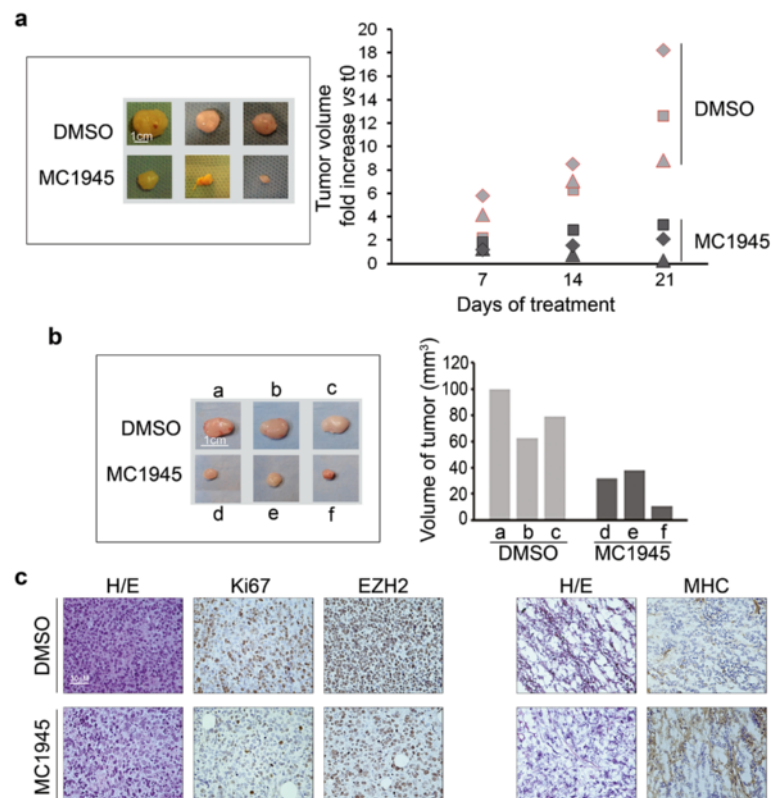 a
DMSO
1cm
MC1945
Tumor volume
fold increase vs t0
20
18
16
14
12
10
8
6
4
2
0
7 14 21
Days of treatment
DMSO
MC1945
b
a b c
DMSO
1cm
MC1945
d e f
Volume of tumor (mm³)
120
100
80
60
40
20
0
a b c d e f
DMSO MC1945
c
H/E Ki67 EZH2 H/E MHC
DMSO
MC1945